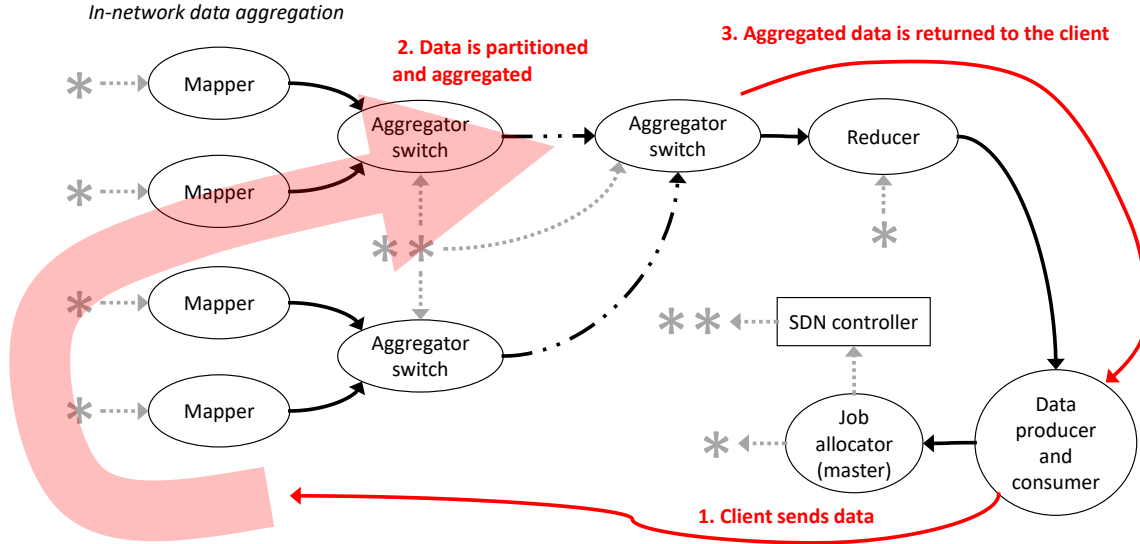 In-network data aggregation
2. Data is partitioned
and aggregated
3. Aggregated data is returned to the client
Mapper
Mapper
Aggregator
switch
Aggregator
switch
Reducer
*
*
* *
*
Mapper
Mapper
Aggregator
switch
*
*
* *
SDN controller
*
Job
allocator
(master)
Data
producer
and
consumer
1. Client sends data